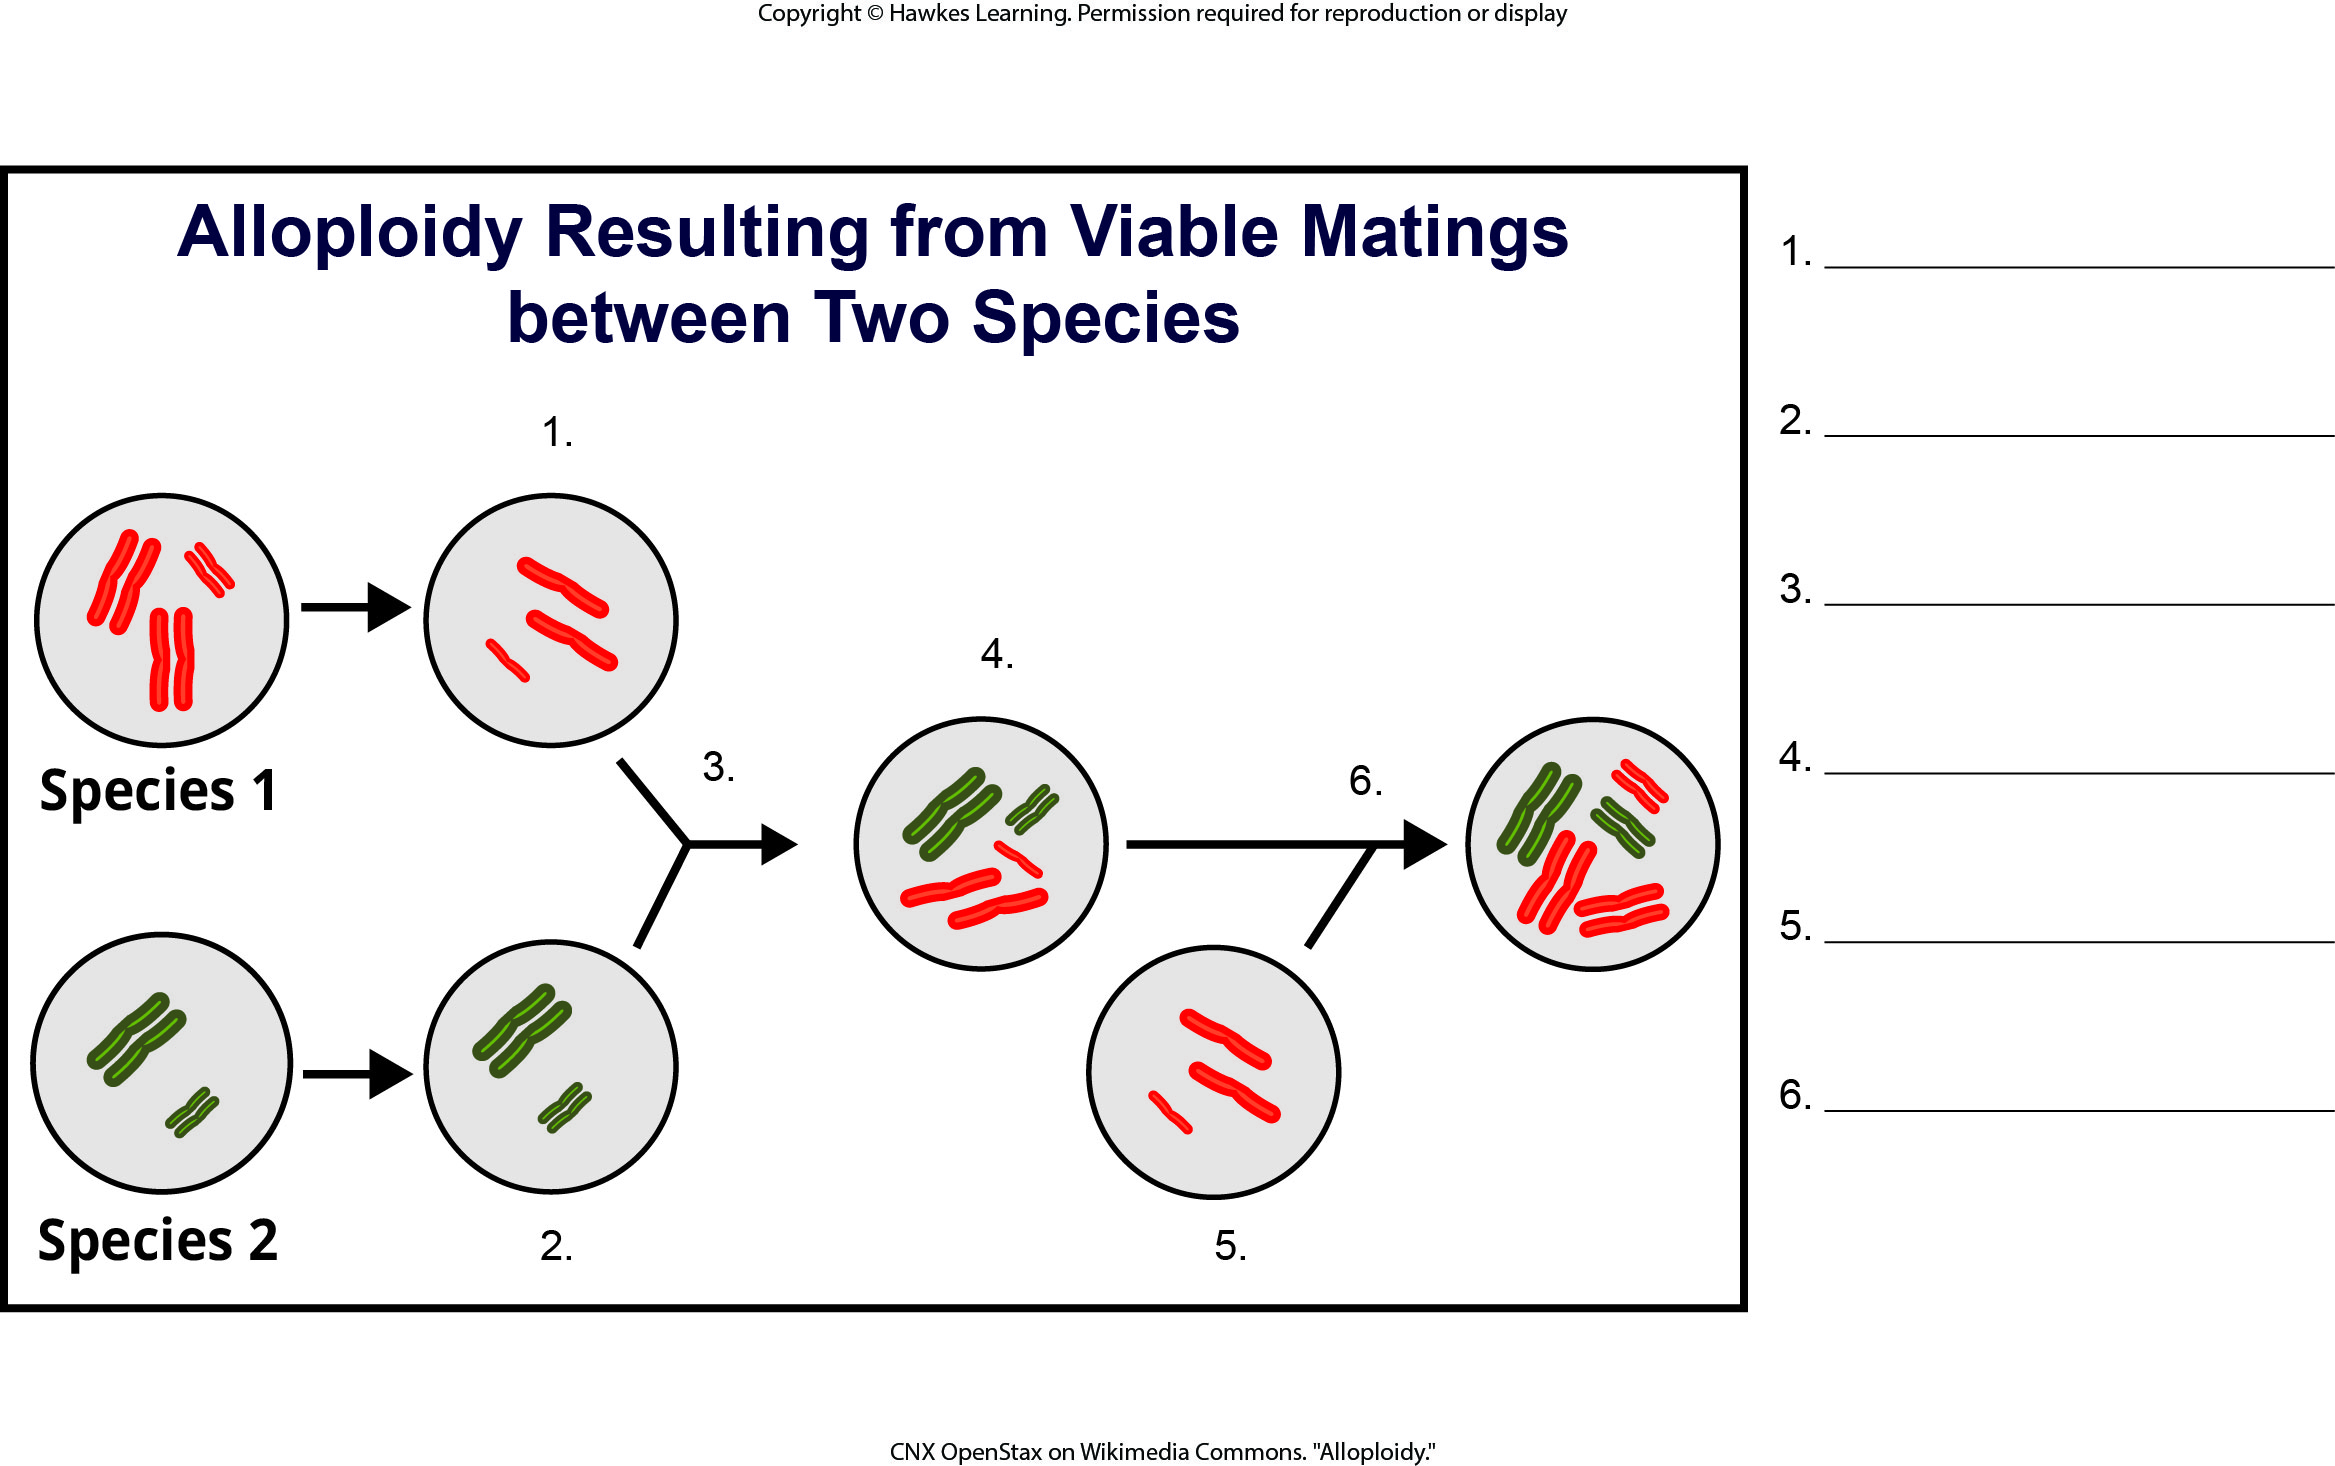 Copyright © Hawkes Learning. Permission required for reproduction or display
Alloploidy Resulting from Viable Matings
between Two Species
1.
Species 1
3.
4.
6.
Species 2
2.
5.
1.
2.
3.
4.
5.
6.
CNX OpenStax on Wikimedia Commons. "Alloploidy."